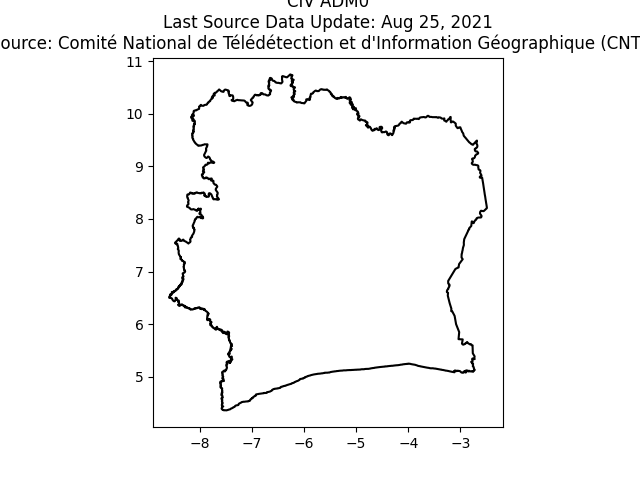 CIV ADM0
Last Source Data Update: Aug 25, 2021
ource: Comité National de Télédétection et d'Information Géographique (CNT
11
10
9
8
7
6
5
−8 −7 −6 −5 −4 −3